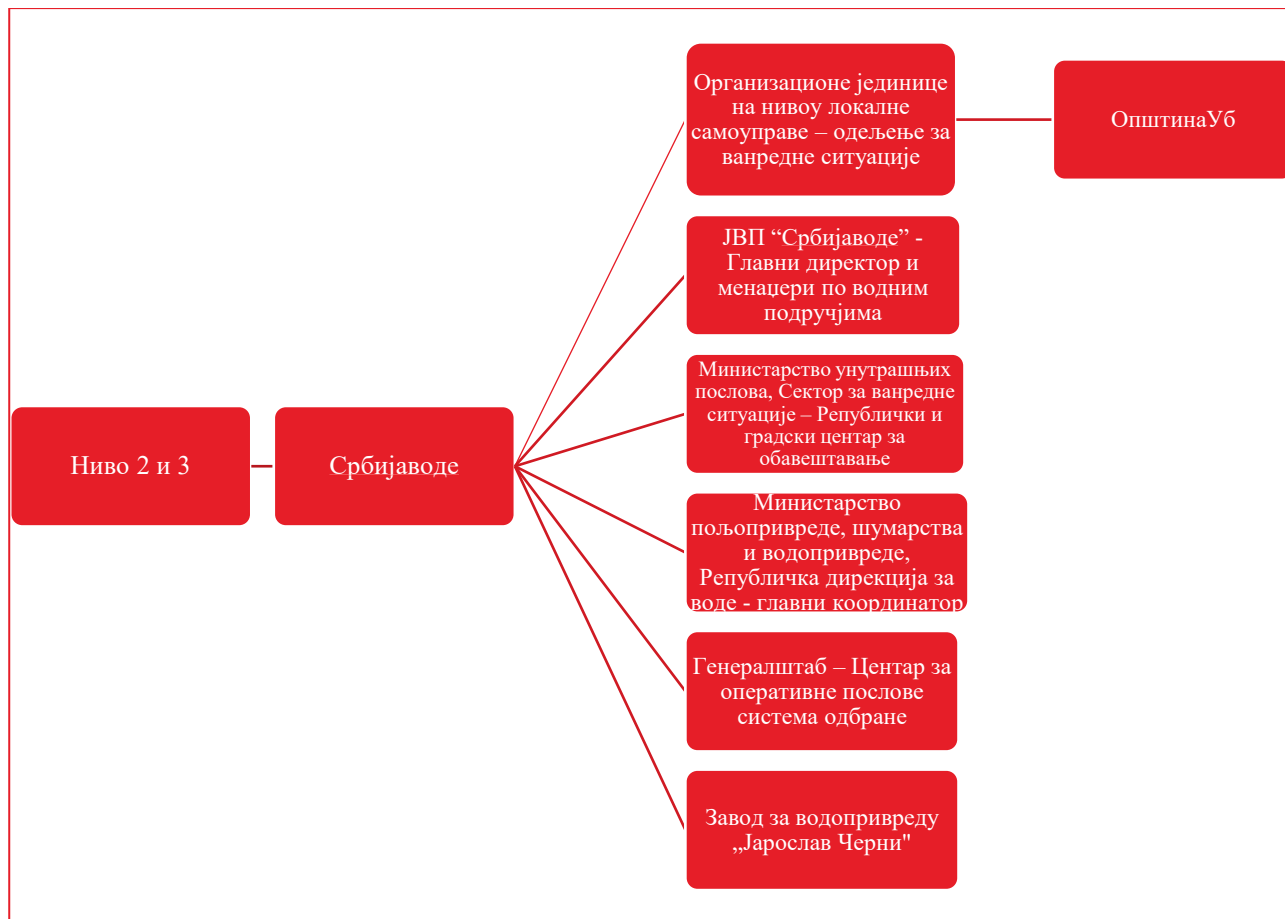 Ниво 2 и 3
Србијаводе
Организационе јединице
на нивоу локалне
самоуправе – одељење за
ванредне ситуације
ОпштинаУб
ЈВП “Србијаводе” -
Главни директор и
менаџери по водним
подручјима
Министарство унутрашњих
послова, Сектор за ванредне
ситуације – Републички и
градски центар за
обавештавање
Министарство
пољопривреде, шумарства
и водопривреде,
Републичка дирекција за
воде - главни координатор
Генералштаб – Центар за
оперативне послове
система одбране
Завод за водопривреду
„Јарослав Черни"